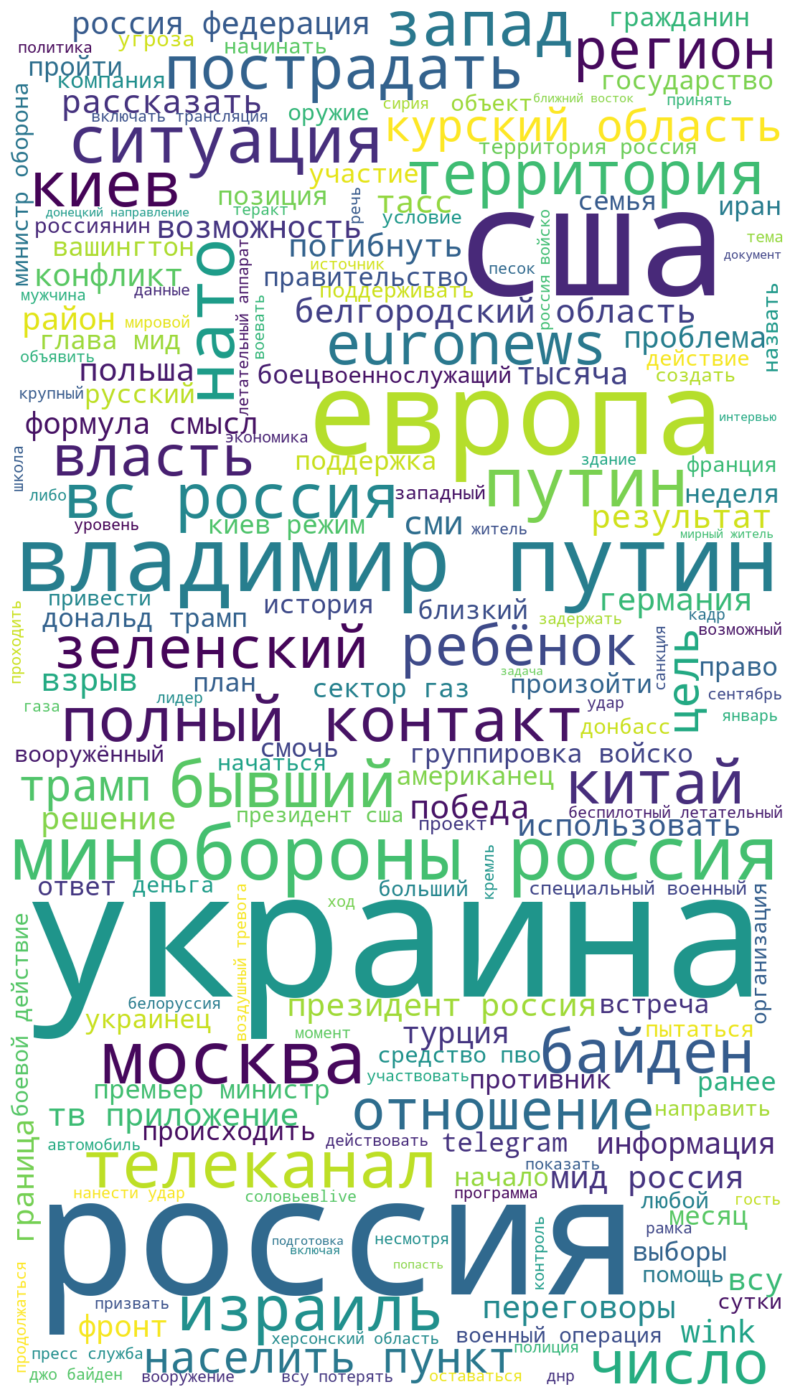 россия федерация
запад
гражданин
политика
угроза
начинать
регион
пройти
компания
пострадать
государство
рассказать
включать трансляция
оружие
сирия
объект
ближний восток
принять
министр оборона
ситуация
курский область
территория россия
киев
участие
территория
позиция
тасс
семья
иран
донецкий направление
теракт
речь
условие
россиянин
возможность
сша
россия войско
тема
вашингтон
нато
погибнуть
документ
конфликт
источник
правительство
песок
мужчина
данные
летательный аппарат
воевать
поддерживать
белгородский область
назвать
район
мировой
глава мид
euronews
проблема
объявить
действие
польша
боецвоеннослужащий
тысяча
создать
крупный
русский
европа
формула смысл
интервью
экономика
школа
власть
поддержка
здание
франция
либо
вс россия
западный
путин
неделя
уровень
киев режим
сми
житель
результат
мирный житель
владимир путин
привести
история
близкий
германия
проходить
дональд трамп
задержать
кадр
зеленский
ребёнок
санкция
возможный
цель
задача
право
взрыв
план
сектор газ
произойти
сентябрь
газа
лидер
полный контакт
удар
донбасс
январь
вооружённый
смочь
группировка войско
начаться
трамп
бывший
американец
китай
решение
президент сша
победа
проект
беспилотный летательный
использовать
минобороны россия
кремль
ответ
деньга
больший
специальный военный
воздушный тревога
ход
украина
организация
боевой действие
белоруссия
президент россия
встреча
украинец
момент
турция
пытаться
москва
средство пво
байден
участвовать
противник
ранее
премьер министр
тв приложение
отношение
направить
граница
происходить
действовать
telegram
информация
автомобиль
телеканал
показать
начало
мид россия
нанести удар
соловьевlive
программа
любой
гость
месяц
россия
рамка
подготовка
включая
несмотря
контроль
выборы
попасть
помощь
всу
продолжаться
призвать
израиль
переговоры
сутки
фронт
херсонский область
военный операция
wink
пресс служба
населить пункт
полиция
число
джо байден
вооружение
всу потерять
оставаться
днр